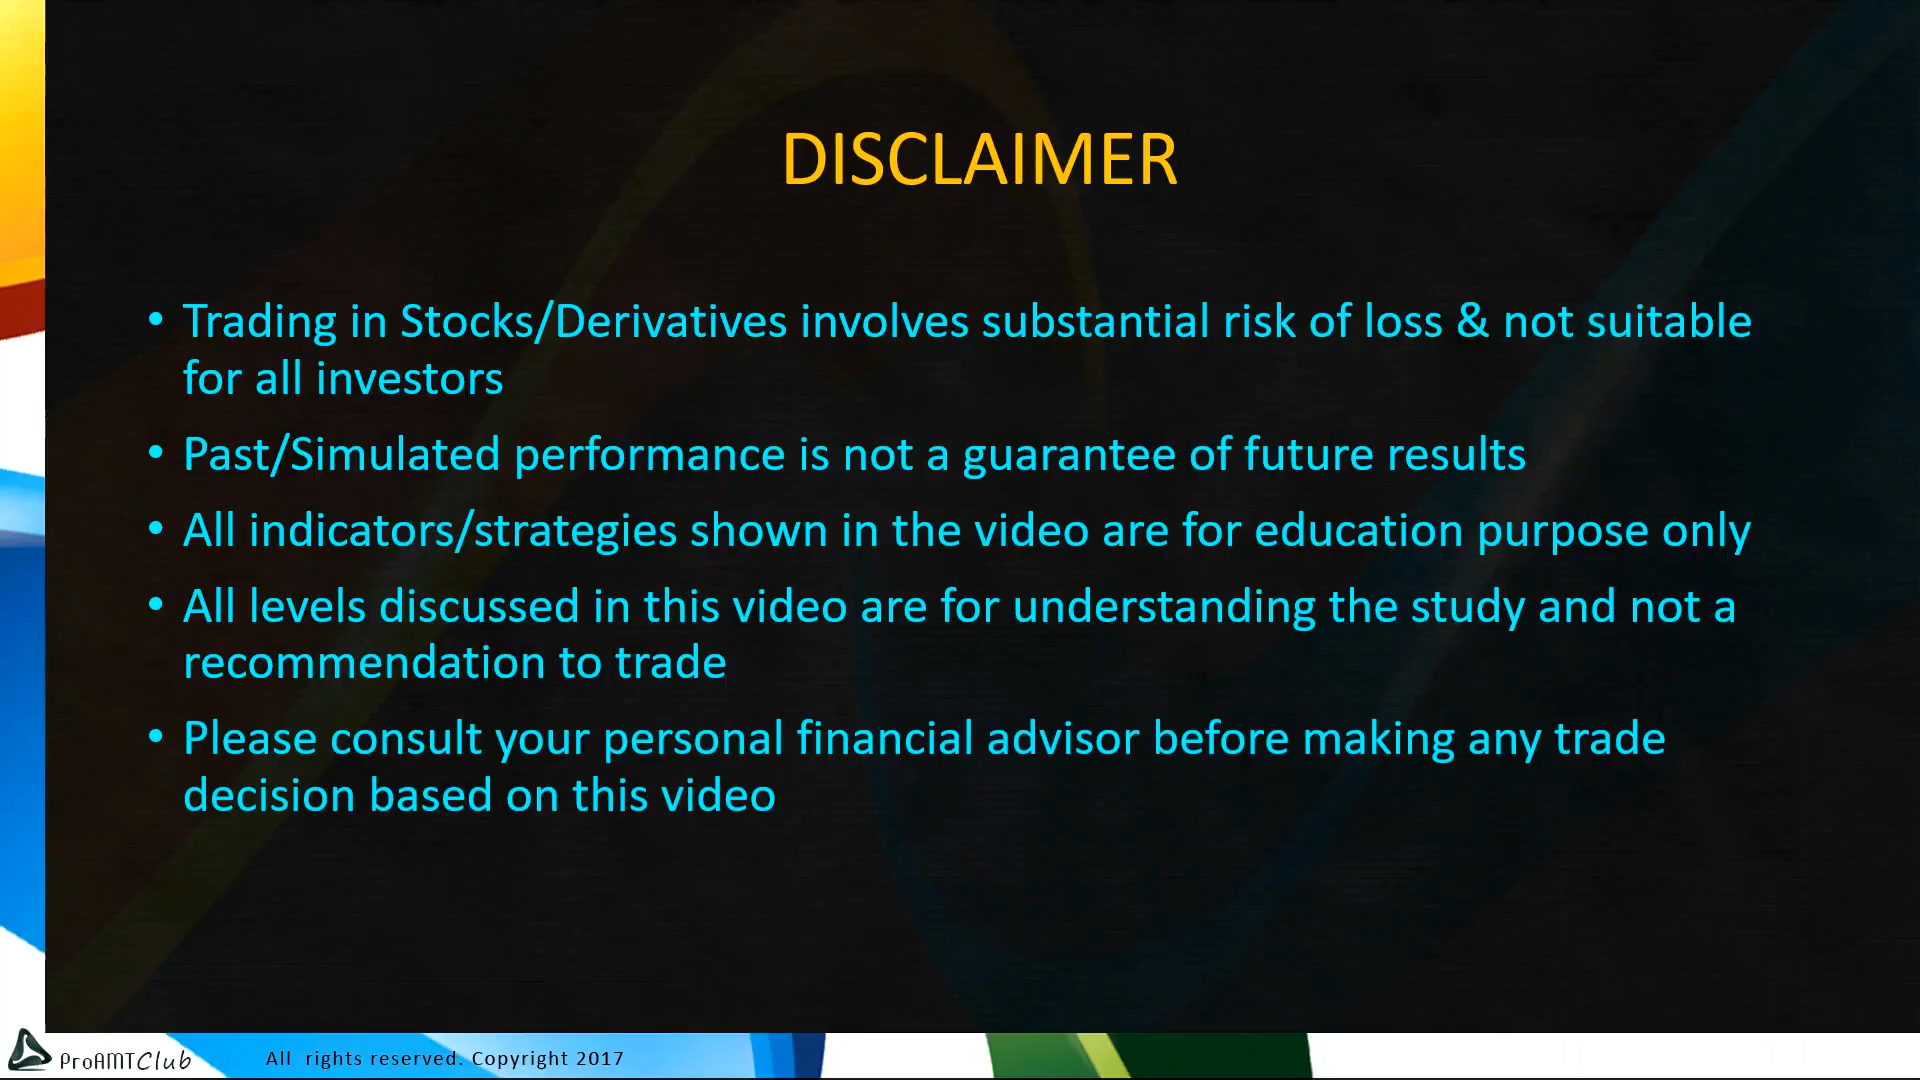 DISCLAIMER
• Trading in Stocks/Derivatives involves substantial risk of loss & not suitable
for all investors
• Past/Simulated performance is not a guarantee of future results
• All indicators/strategies shown in the video are for education purpose only
• All levels discussed in this video are for understanding the study and not a
recommendation to trade
• Please consult your personal financial advisor before making any trade
decision based on this video
ProAMTClub
All rights reserved. Copyright 2017